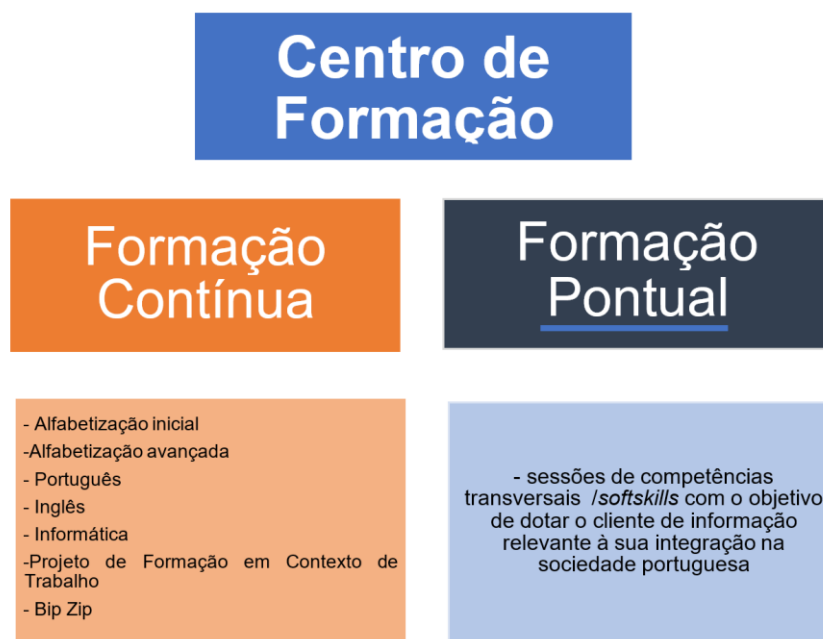 Centro de
Formação
Formação
Contínua
Formação
Pontual
- Alfabetização inicial
-Alfabetização avançada
- Português
- Inglês
- Informática
-Projeto de Formação em Contexto de
Trabalho
- Bip Zip
- sessões de competências
transversais /softskills com o objetivo
de dotar o cliente de informação
relevante à sua integração na
sociedade portuguesa